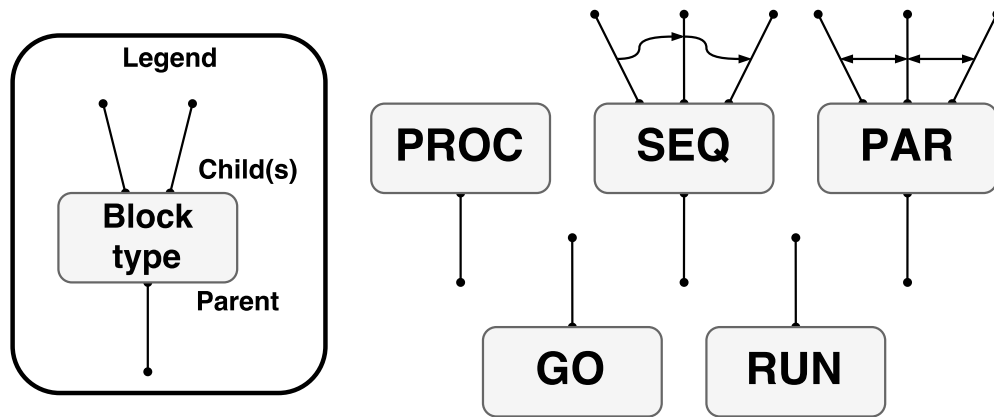 Legend
Child(s)
Block
type
Parent
PROC
SEQ
PAR
GO
RUN